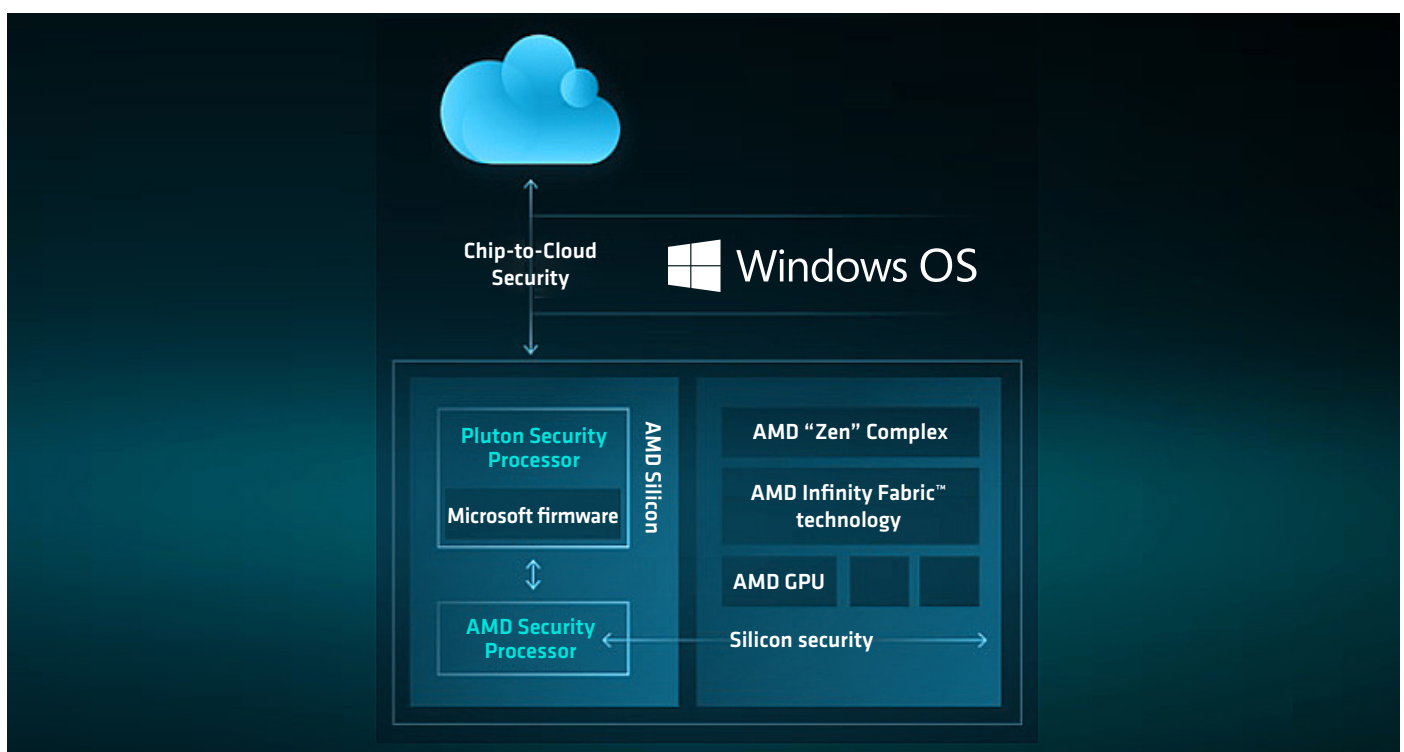 Chip-to-Cloud
Security
Windows OS
Pluton Security
Processor
Microsoft firmware
AMD Silicon
AMD Security
Processor
AMD “Zen” Complex
AMD Infinity Fabric™
technology
AMD GPU
Silicon security